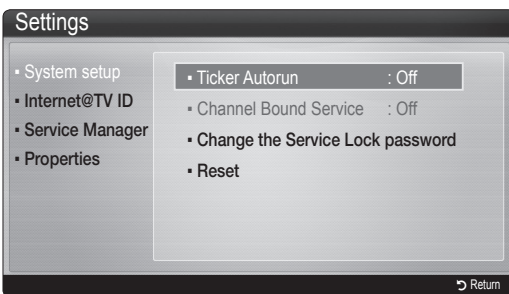 Settings
▪ System setup
▪ Internet@TV ID
▪ Service Manager
▪ Properties
▪ Ticker Autorun : Off
▪ Channel Bound Service : Off
▪ Change the Service Lock password
▪ Reset
Return